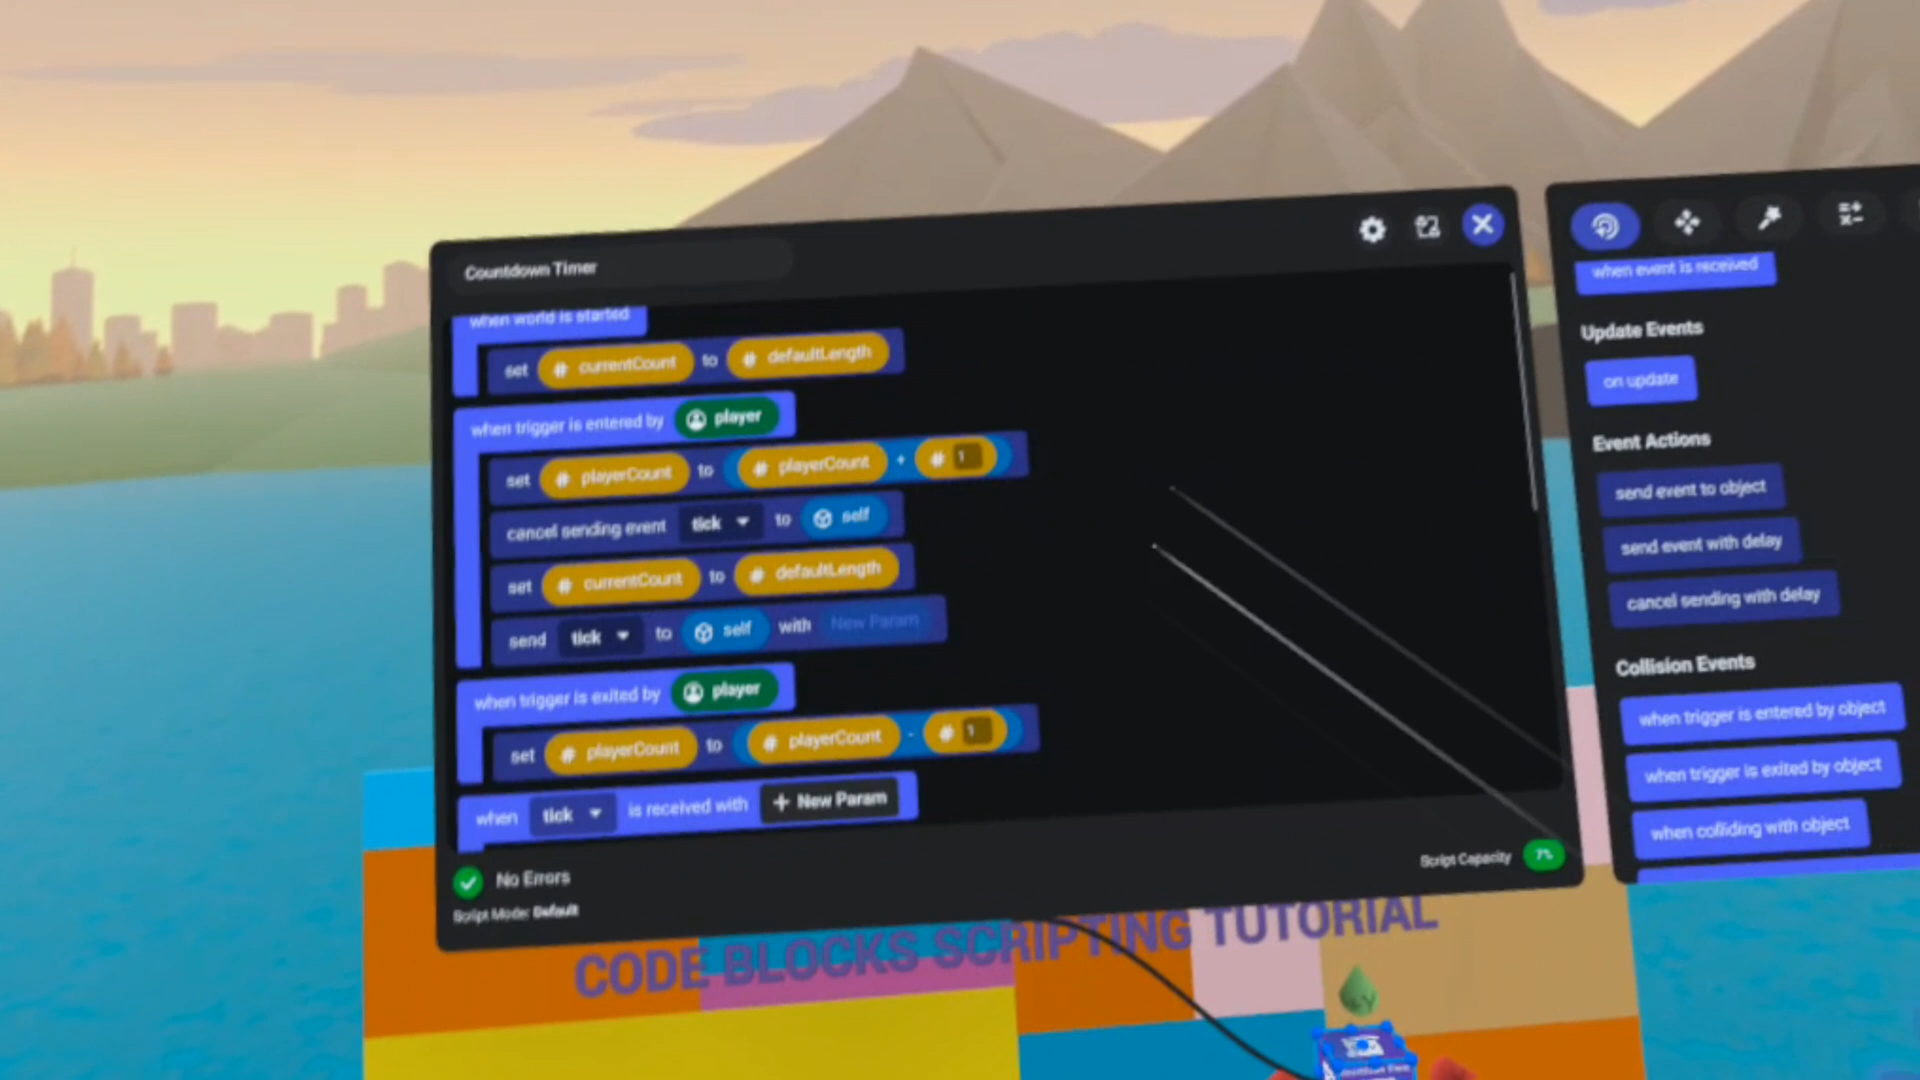 Countdown Timer
when world is started
set # currentCount to # defaultLength
when trigger is entered by player
set # playerCount to # playerCount + # 1
cancel sending event tick to self
set # currentCount to # defaultLength
send tick to self with New Param
when trigger is exited by player
set # playerCount to # playerCount - # 1
when tick is received with + New Param
No Errors
Script Mode: Default
Script Capacity 7%
when event is received
Update Events
on update
Event Actions
send event to object
send event with delay
cancel sending with delay
Collision Events
when trigger is entered by object
when trigger is exited by object
when colliding with object
CODE BLOCKS SCRIPTING TUTORIAL